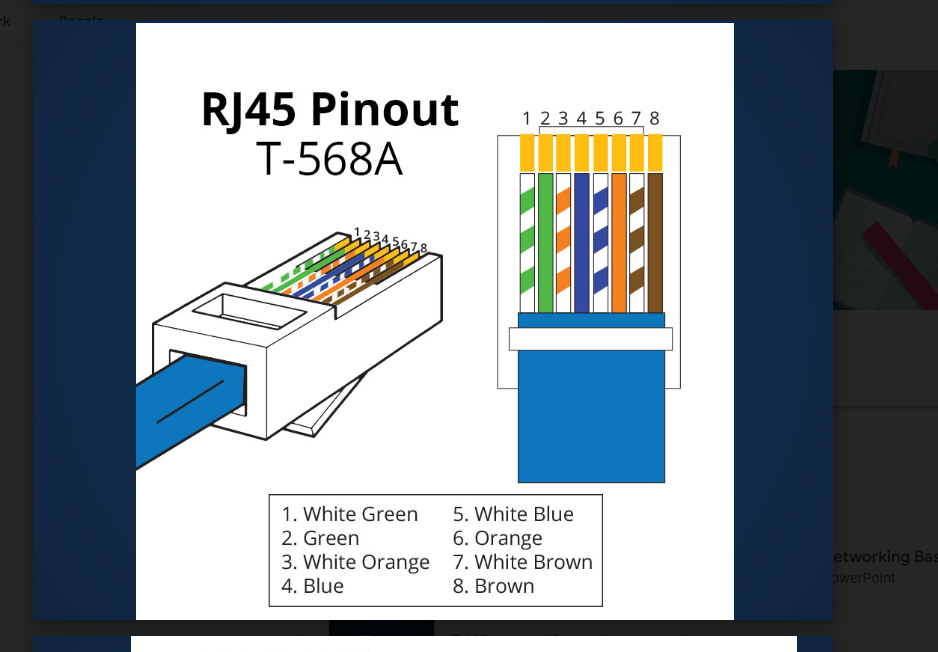 rk People
RJ45 Pinout
T-568A
1 2 3 4 5 6 7 8
1 2 3 4 5 6 7 8
1. White Green
2. Green
3. White Orange
4. Blue
5. White Blue
6. Orange
7. White Brown
8. Brown
etworking Bas
owerPoint